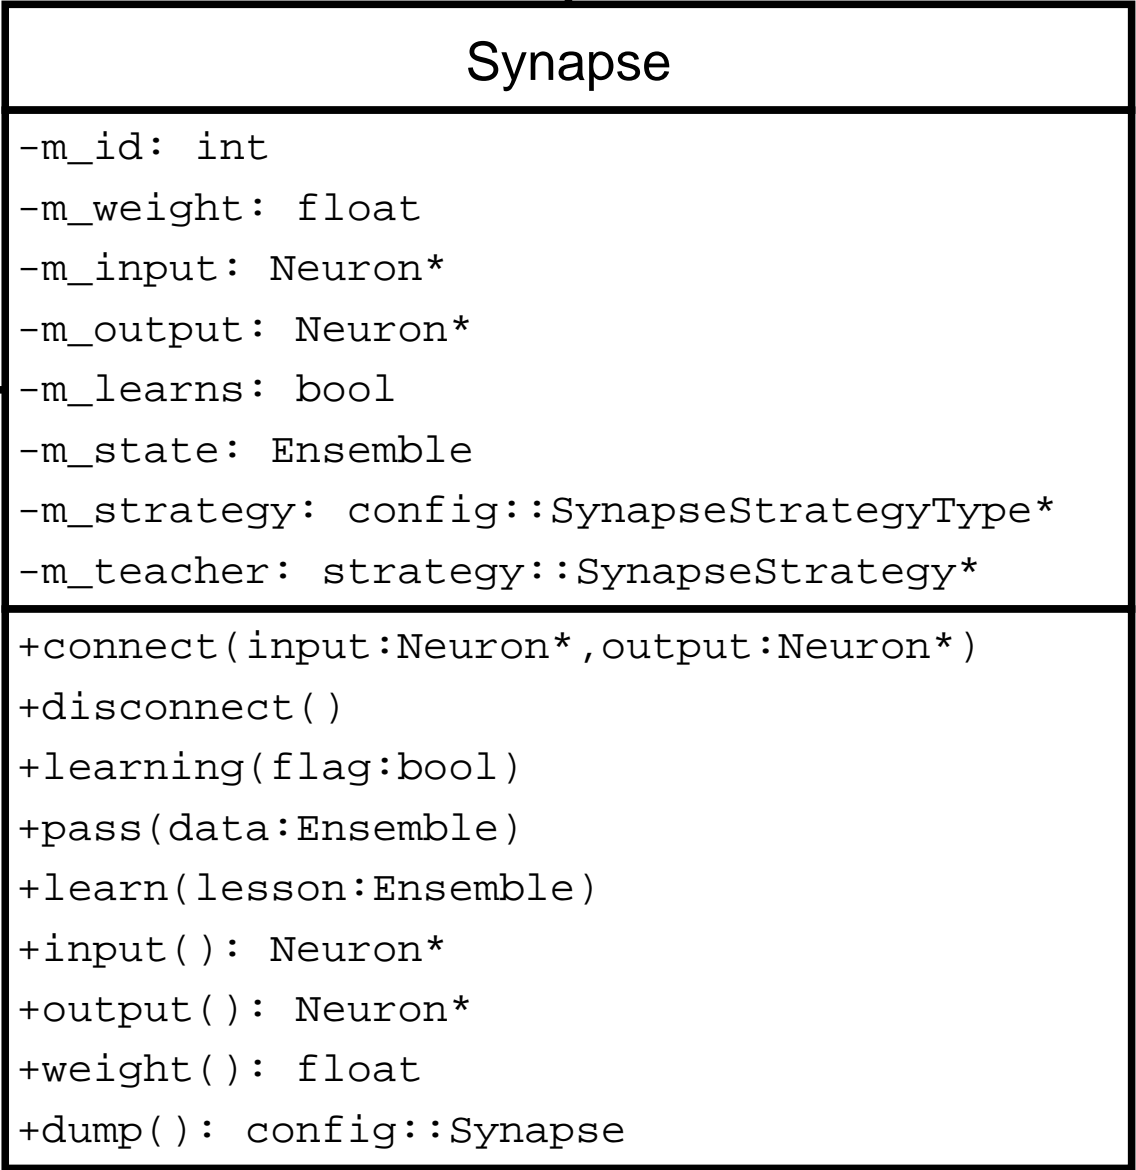 Synapse
-m_id: int
-m_weight: float
-m_input: Neuron*
-m_output: Neuron*
-m_learns: bool
-m_state: Ensemble
-m_strategy: config::SynapseStrategyType*
-m_teacher: strategy::SynapseStrategy*
+connect(input:Neuron*,output:Neuron*)
+disconnect()
+learning(flag:bool)
+pass(data:Ensemble)
+learn(lesson:Ensemble)
+input(): Neuron*
+output(): Neuron*
+weight(): float
+dump(): config::Synapse